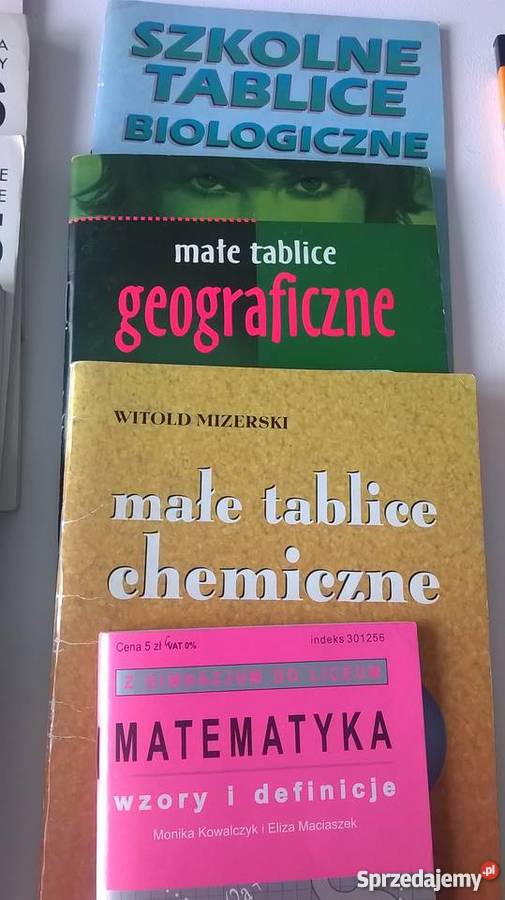 SZKOLNE
TABLICE
BIOLOGICZNE
małe tablice
geograficzne
WITOLD MIZERSKI
małe tablice
chemiczne
Cena 5 zł VAT 0%
indeks 301256
Z GIMNAZJUM DO LICEUM
MATEMATYKA
wzory i definicje
Monika Kowalczyk i Eliza Maciaszek
Sprzedajemy.pl